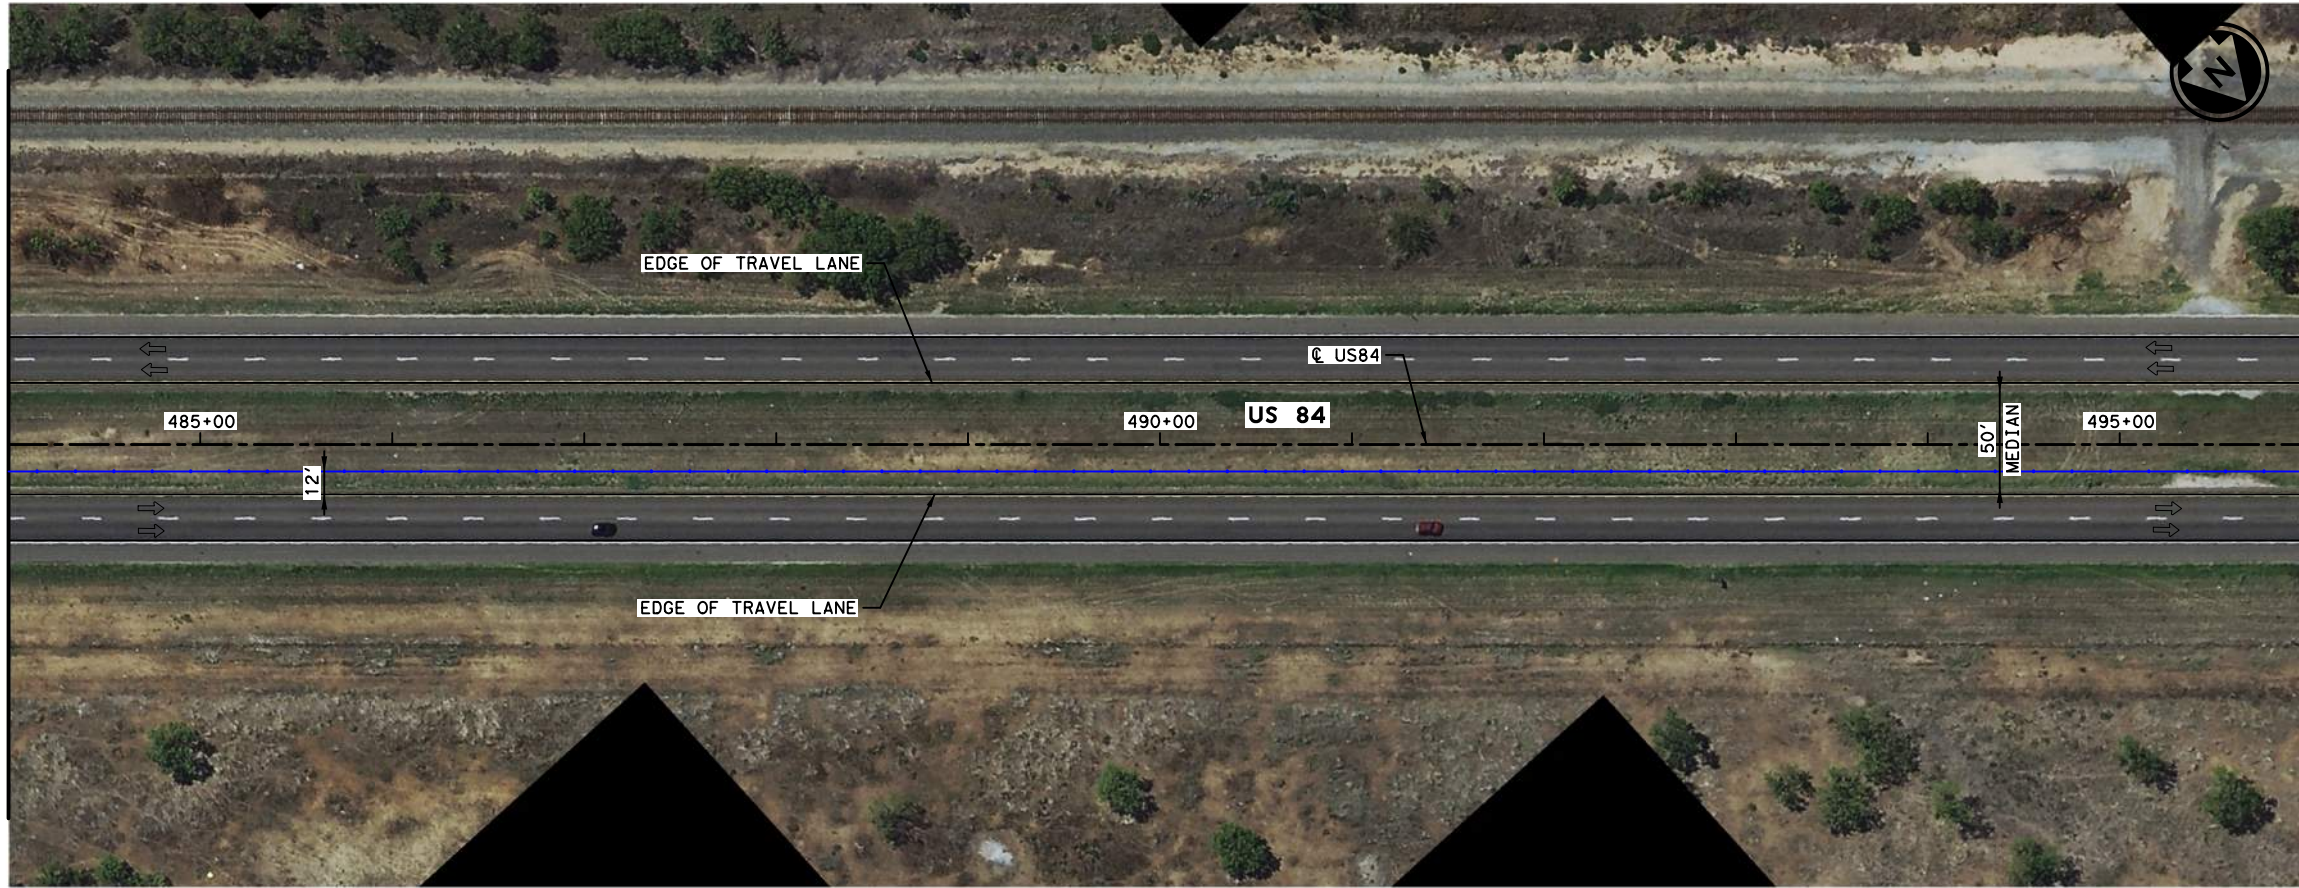 N
EDGE OF TRAVEL LANE
℄ US84
485+00
490+00
US 84
495+00
50'
MEDIAN
12'
EDGE OF TRAVEL LANE